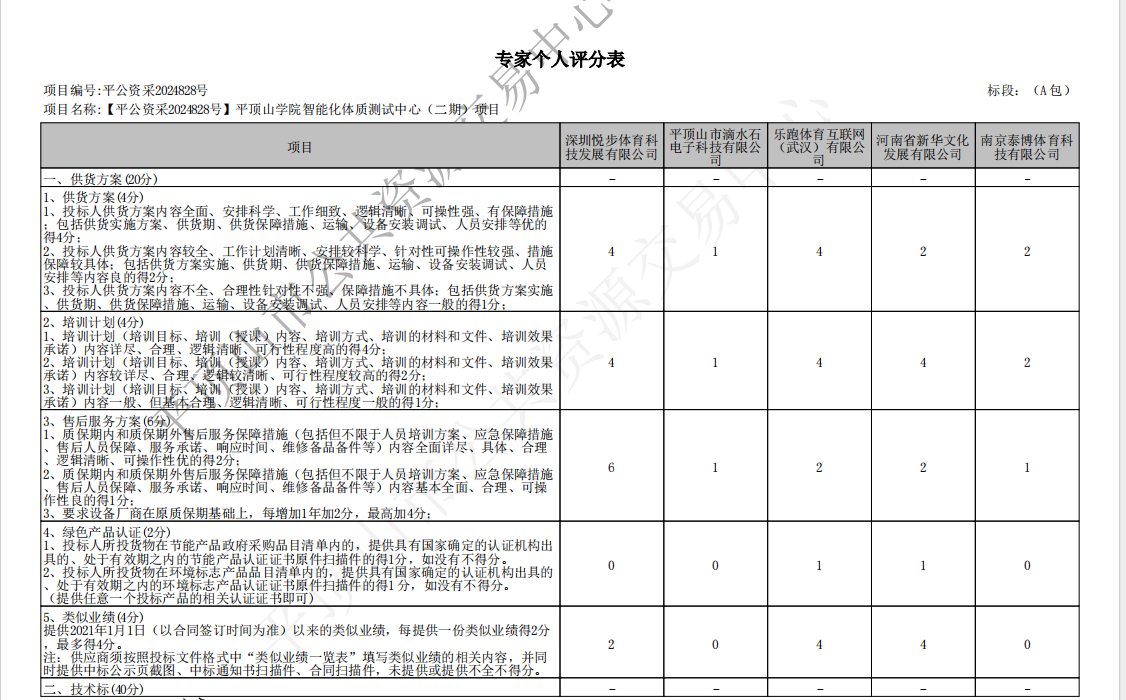 专家个人评分表
项目编号:平公资采2024828号
标段：（A包）
项目名称:【平公资采2024828号】平顶山学院智能化体质测试中心（二期）项目
项目
深圳悦步体育科
技发展有限公司
平顶山市滴水石
电子科技有限公
司
乐跑体育互联网
（武汉）有限公
司
河南省新华文化
发展有限公司
南京泰博体育科
技有限公司
一、供货方案(20分)
－ － － － －
1、供货方案(4分)
1、投标人供货方案内容全面、安排科学、工作细致、逻辑清晰、可操性强、有保障措施
；包括供货实施方案、供货期、供货保障措施、运输、设备安装调试、人员安排等优的
得4分；
2、投标人供货方案内容较全、工作计划清晰、安排较科学、针对性可操作性较强、措施
保障较具体；包括供货方案实施、供货期、供货保障措施、运输、设备安装调试、人员
安排等内容良的得2分；
3、投标人供货方案内容不全、合理性针对性不强、保障措施不具体；包括供货方案实施
、供货期、供货保障措施、运输、设备安装调试、人员安排等内容一般的得1分；
4 1 4 2 2
2、培训计划(4分)
1、培训计划（培训目标、培训（授课）内容、培训方式、培训的材料和文件、培训效果
承诺）内容详尽、合理、逻辑清晰、可行性程度高的得4分；
2、培训计划（培训目标、培训（授课）内容、培训方式、培训的材料和文件、培训效果
承诺）内容较详尽、合理、逻辑较清晰、可行性程度较高的得2分；
3、培训计划（培训目标、培训（授课）内容、培训方式、培训的材料和文件、培训效果
承诺）内容一般、但基本合理、逻辑清晰、可行性程度一般的得1分；
4 1 4 4 2
3、售后服务方案(6分)
1、质保期内和质保期外售后服务保障措施（包括但不限于人员培训方案、应急保障措施
、售后人员保障、服务承诺、响应时间、维修备品备件等）内容全面详尽、具体、合理
、逻辑清晰、可操作性优的得2分；
2、质保期内和质保期外售后服务保障措施（包括但不限于人员培训方案、应急保障措施
、售后人员保障、服务承诺、响应时间、维修备品备件等）内容基本全面、合理、可操
作性良的得1分；
3、要求设备厂商在原质保期基础上，每增加1年加2分，最高加4分；
6 1 2 2 1
4、绿色产品认证(2分)
1、投标人所投货物在节能产品政府采购品目清单内的，提供具有国家确定的认证机构出
具的、处于有效期之内的节能产品认证证书原件扫描件的得1分，如没有不得分。
2、投标人所投货物在环境标志产品品目清单内的，提供具有国家确定的认证机构出具的
、处于有效期之内的环境标志产品认证证书原件扫描件的得1分，如没有不得分。
（提供任意一个投标产品的相关认证证书即可）
0 0 1 1 0
5、类似业绩(4分)
提供2021年1月1日（以合同签订时间为准）以来的类似业绩，每提供一份类似业绩得2分
，最多得4分。
注：供应商须按照投标文件格式中“类似业绩一览表”填写类似业绩的相关内容，并同
时提供中标公示页截图、中标通知书扫描件、合同扫描件，未提供或提供不全不得分。
2 0 4 4 0
二、技术标(40分)
－ － － － －
平顶山市公共资源交易中心
平顶山市公共资源交易中心